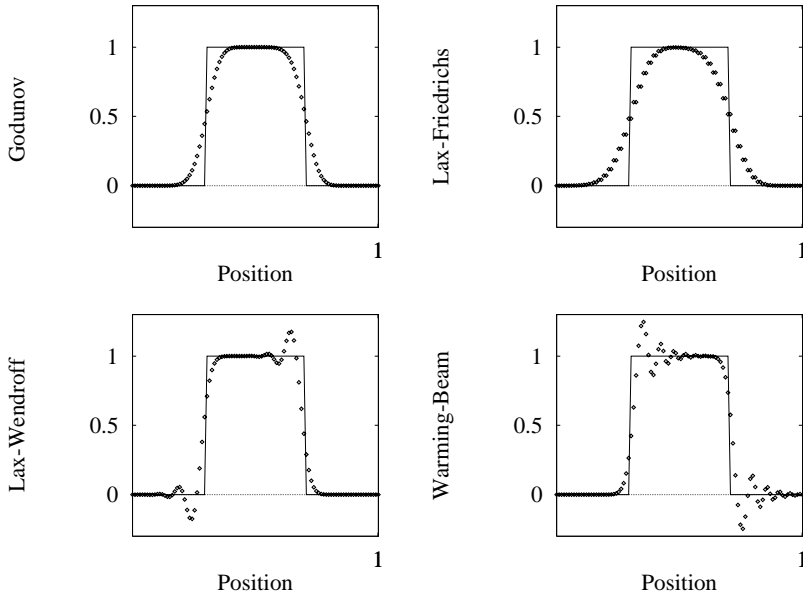 Godunov
1
0.5
0
1
Position
Lax-Friedrichs
1
0.5
0
1
Position
Lax-Wendroff
1
0.5
0
1
Position
Warming-Beam
1
0.5
0
1
Position